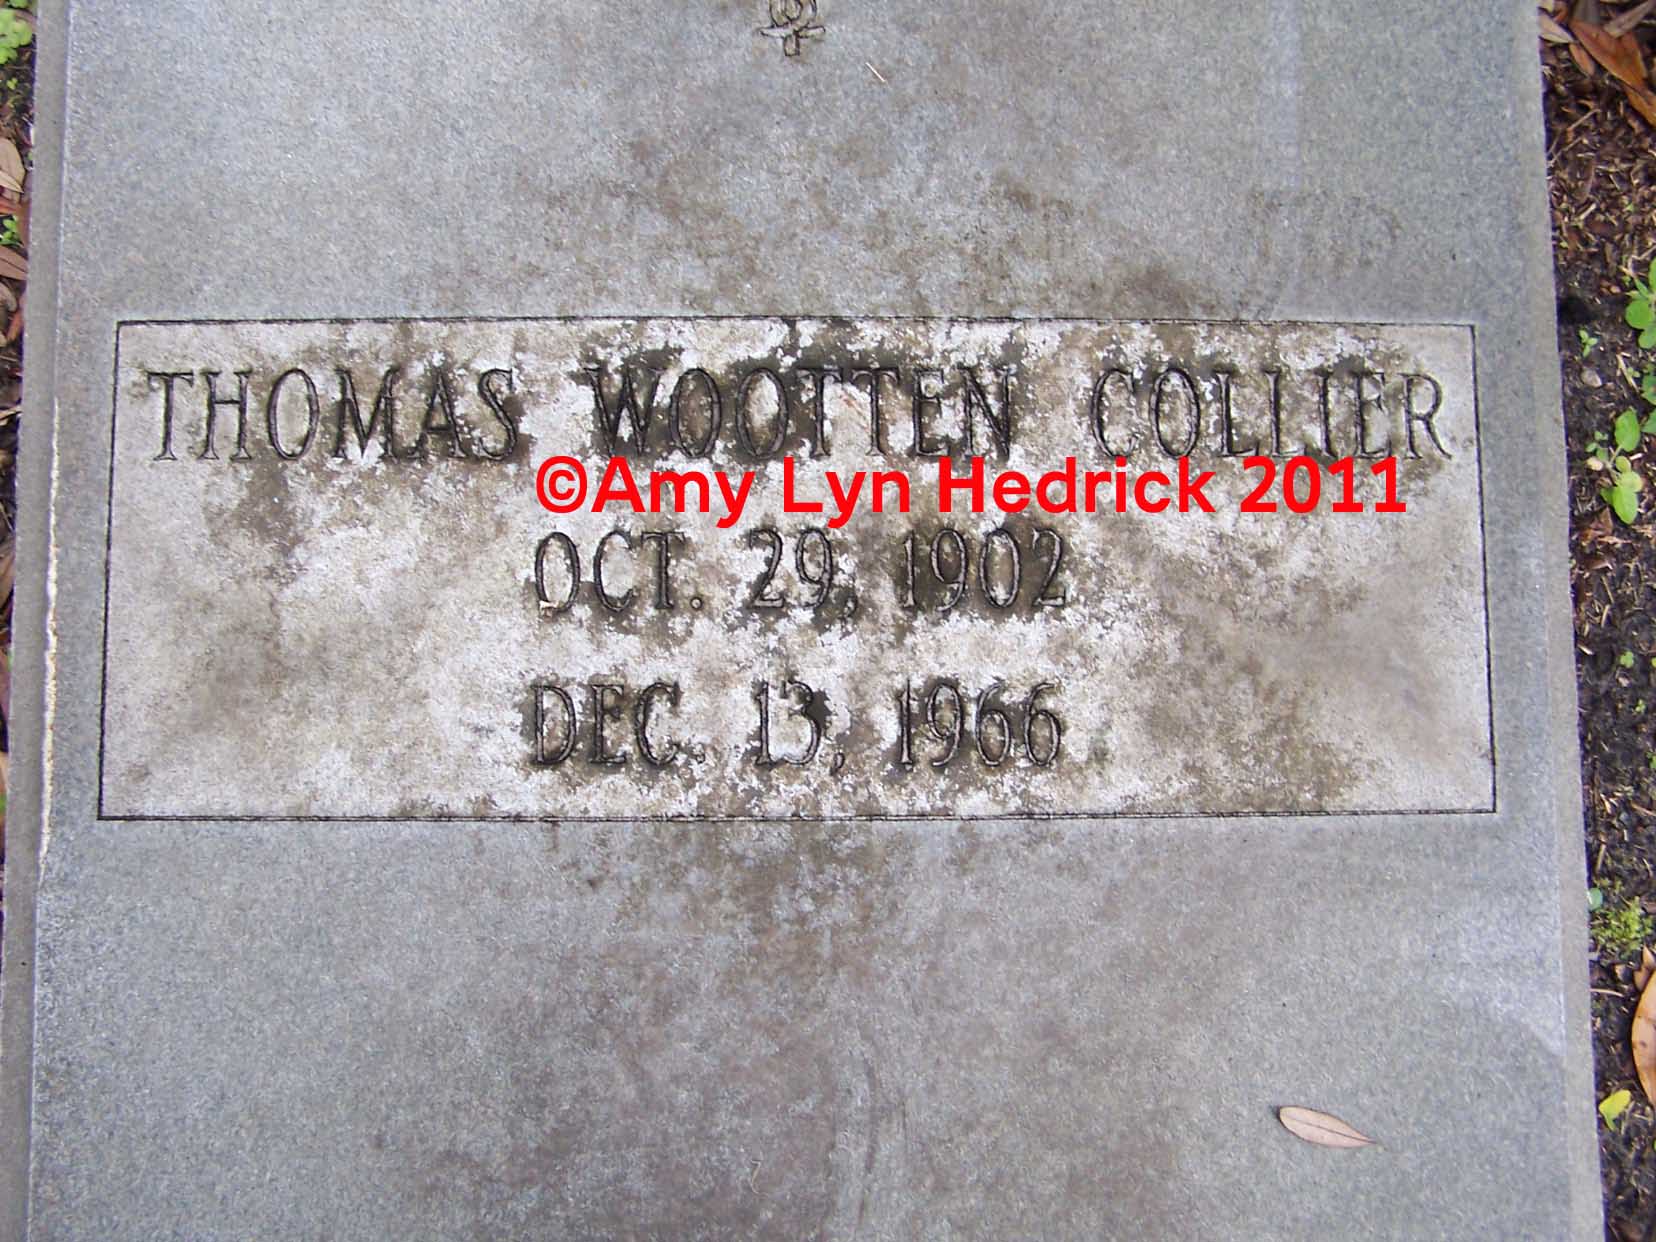 THOMAS WOOTTEN COLLIER
©Amy Lyn Hedrick 2011
OCT. 29, 1902
DEC. 13, 1966